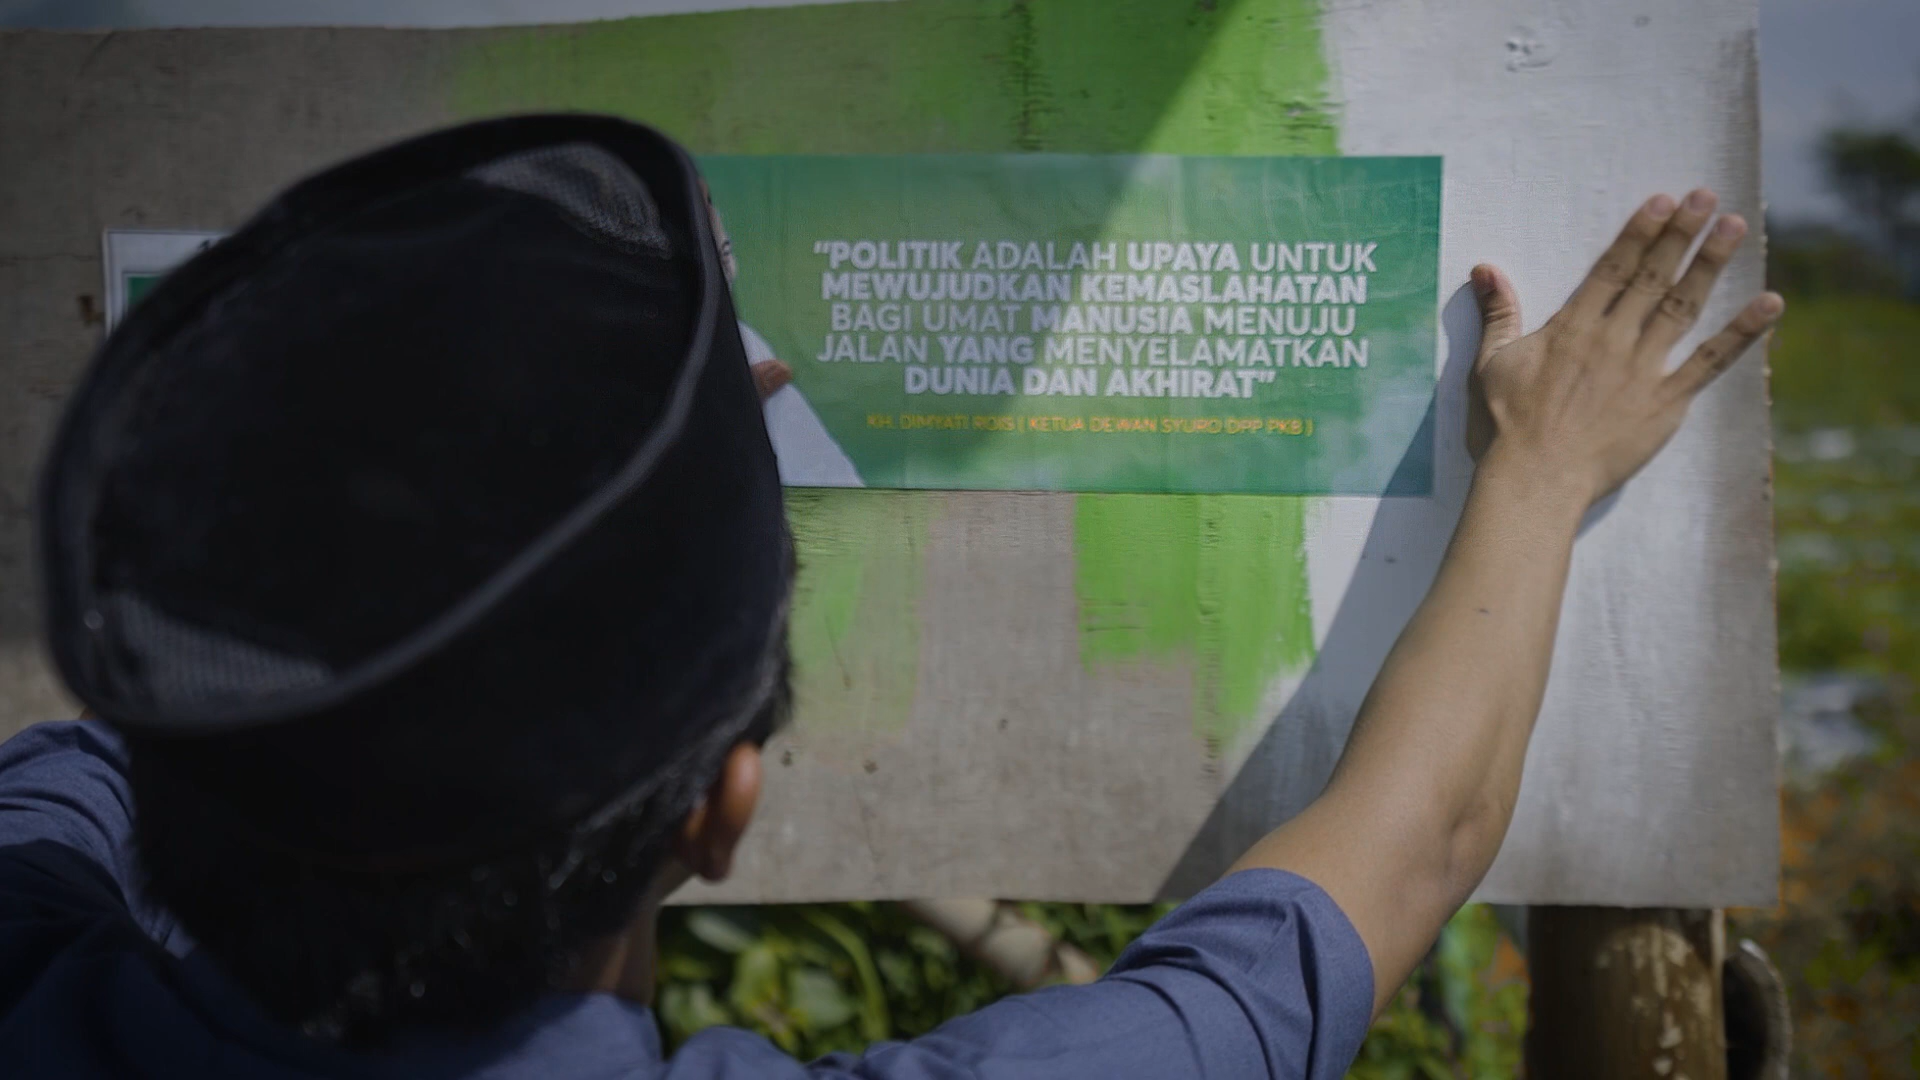 "POLITIK ADALAH UPAYA UNTUK
MEWUJUDKAN KEMASLAHATAN
BAGI UMAT MANUSIA MENUJU
JALAN YANG MENYELAMATKAN
DUNIA DAN AKHIRAT"
KH. DIMYATI ROIS ( KETUA DEWAN SYURO DPP PKB )